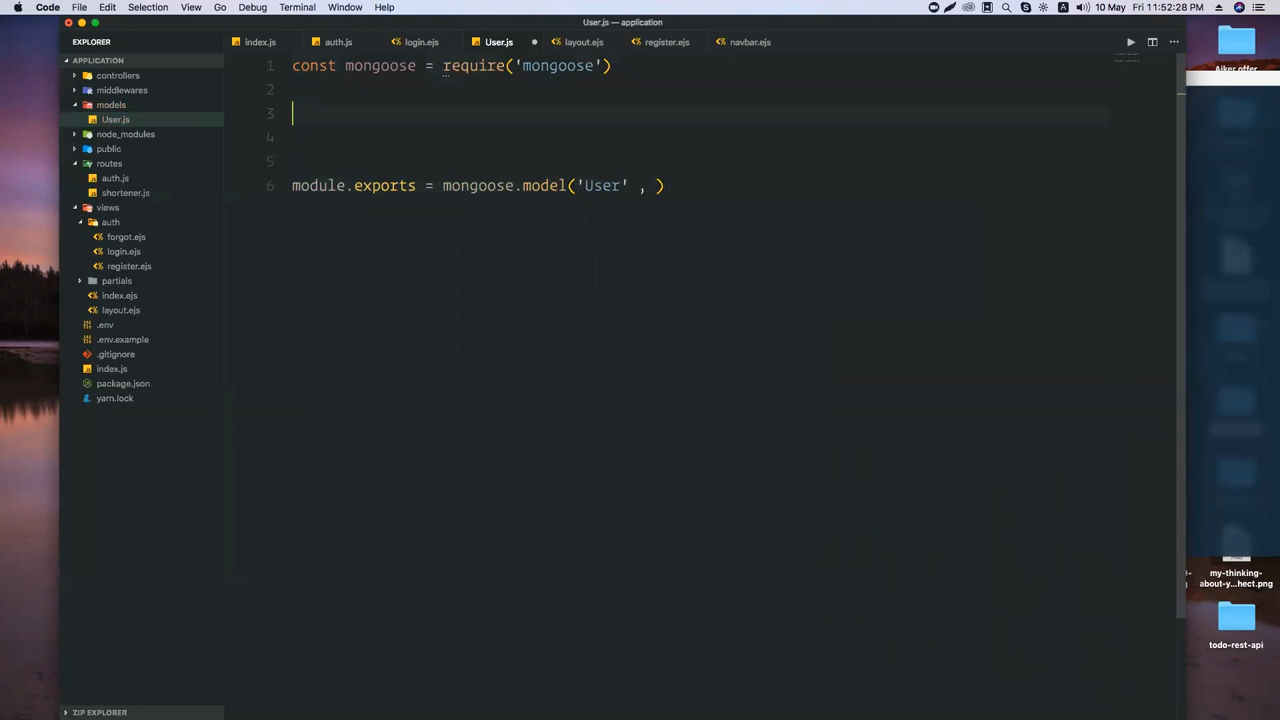 Code File Edit Selection View Go Debug Terminal Window Help
10 May Fri 11:52:28 PM
User.js — application
EXPLORER
index.js
auth.js
login.ejs
User.js
layout.ejs
register.ejs
navbar.ejs
APPLICATION
controllers
middlewares
models
User.js
node_modules
public
routes
auth.js
shortener.js
views
auth
forgot.ejs
login.ejs
register.ejs
partials
index.ejs
layout.ejs
.env
.env.example
.gitignore
index.js
package.json
yarn.lock
ZIP EXPLORER
1 const mongoose = require('mongoose')
2
3
4
5
6 module.exports = mongoose.model('User' , )
my-thinking-
about-y...hect.png
todo-rest-api